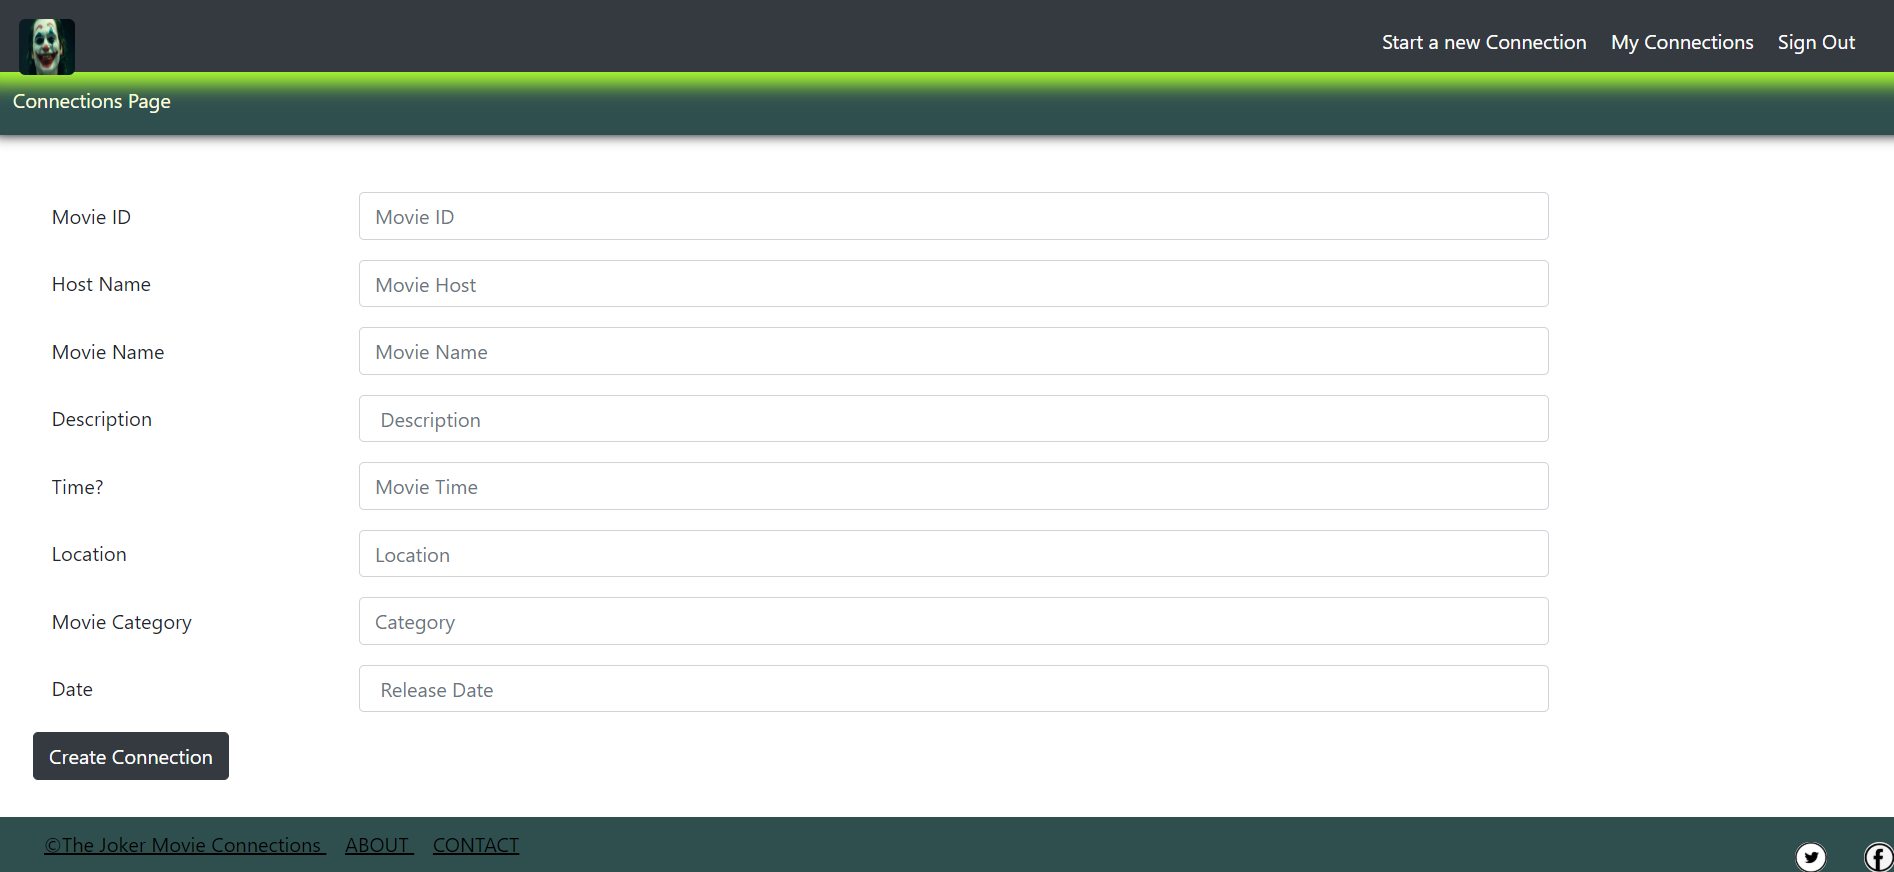 Start a new Connection My Connections Sign Out
Connections Page
Movie ID Movie ID
Host Name Movie Host
Movie Name Movie Name
Description Description
Time? Movie Time
Location Location
Movie Category Category
Date Release Date
Create Connection
©The Joker Movie Connections ABOUT CONTACT